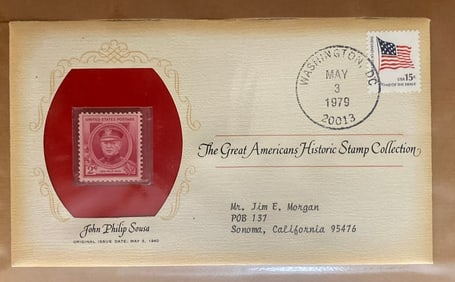 UNITED STATES POSTAGE
2¢
John Philip Sousa
ORIGINAL ISSUE DATE, MAY 3, 1940
WASHINGTON, DC
MAY
3
1979
20013
USA 15c
The Great Americans Historic Stamp Collection
Mr. Jim E. Morgan
POB 137
Sonoma, California 95476